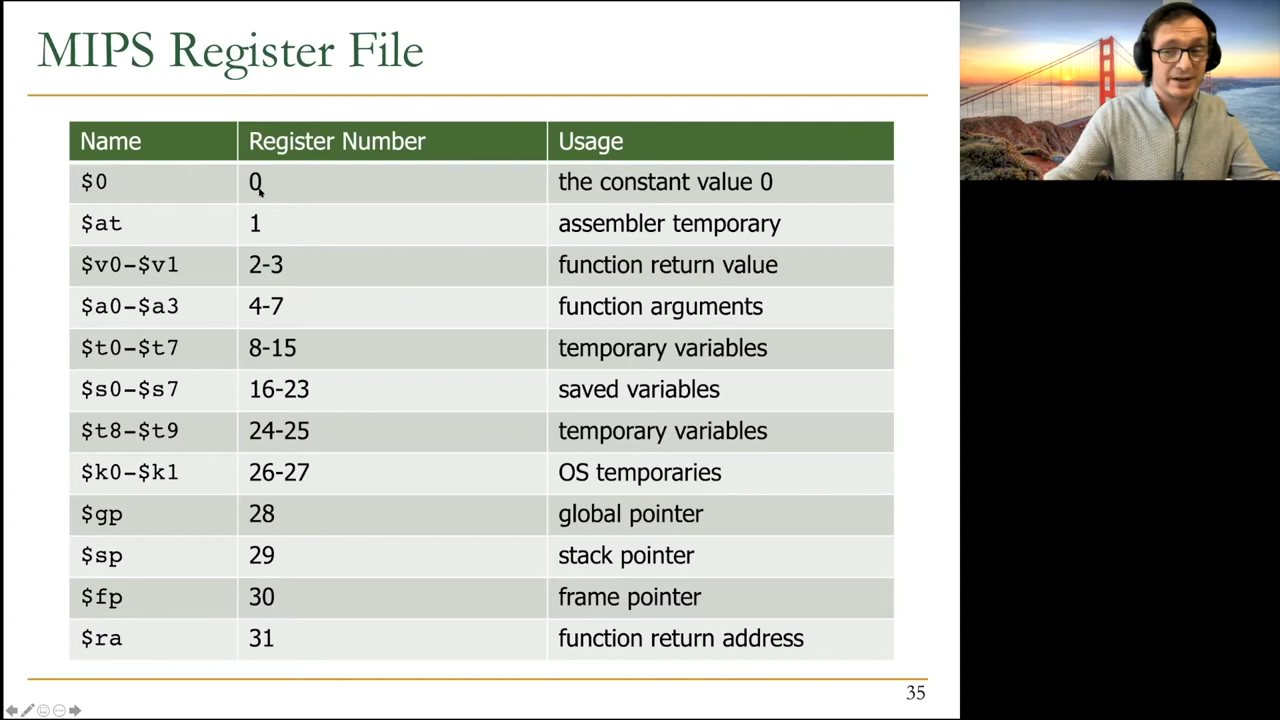 MIPS Register File
Name Register Number Usage
$0 0 the constant value 0
$at 1 assembler temporary
$v0-$v1 2-3 function return value
$a0-$a3 4-7 function arguments
$t0-$t7 8-15 temporary variables
$s0-$s7 16-23 saved variables
$t8-$t9 24-25 temporary variables
$k0-$k1 26-27 OS temporaries
$gp 28 global pointer
$sp 29 stack pointer
$fp 30 frame pointer
$ra 31 function return address
35